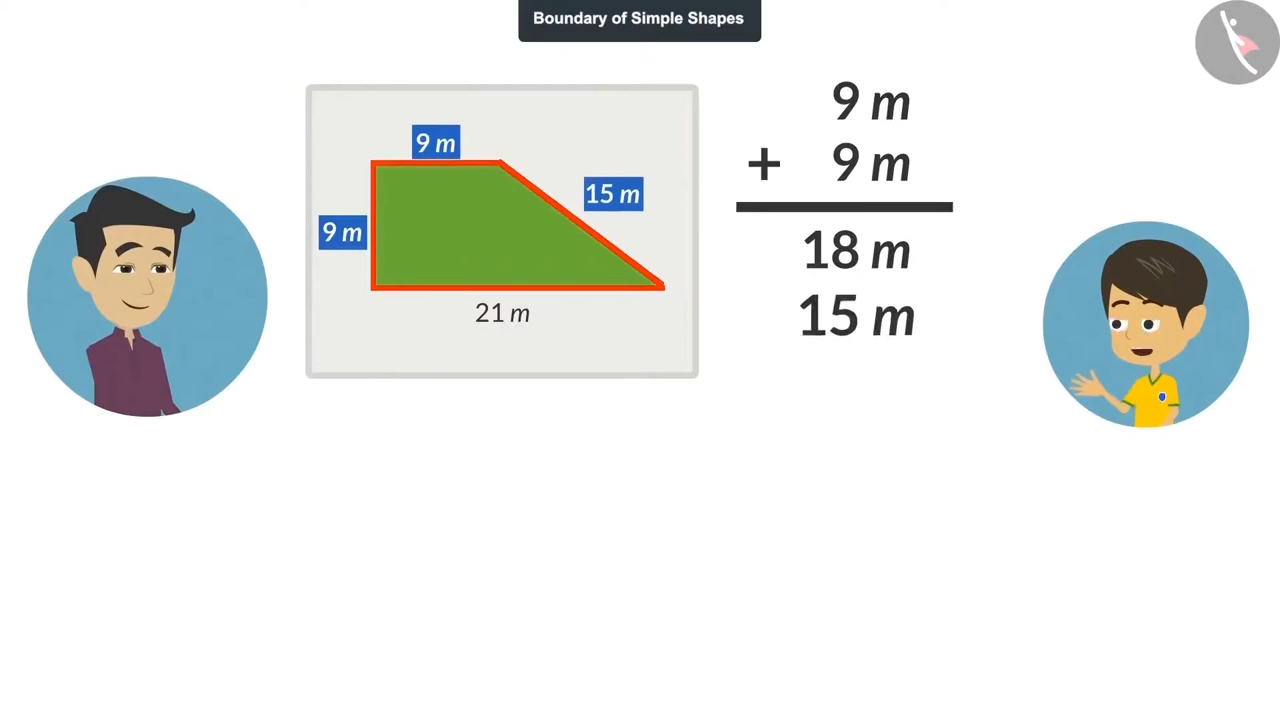 Boundary of Simple Shapes
9 m
15 m
9 m
21 m
9 m
+ 9 m
18 m
15 m